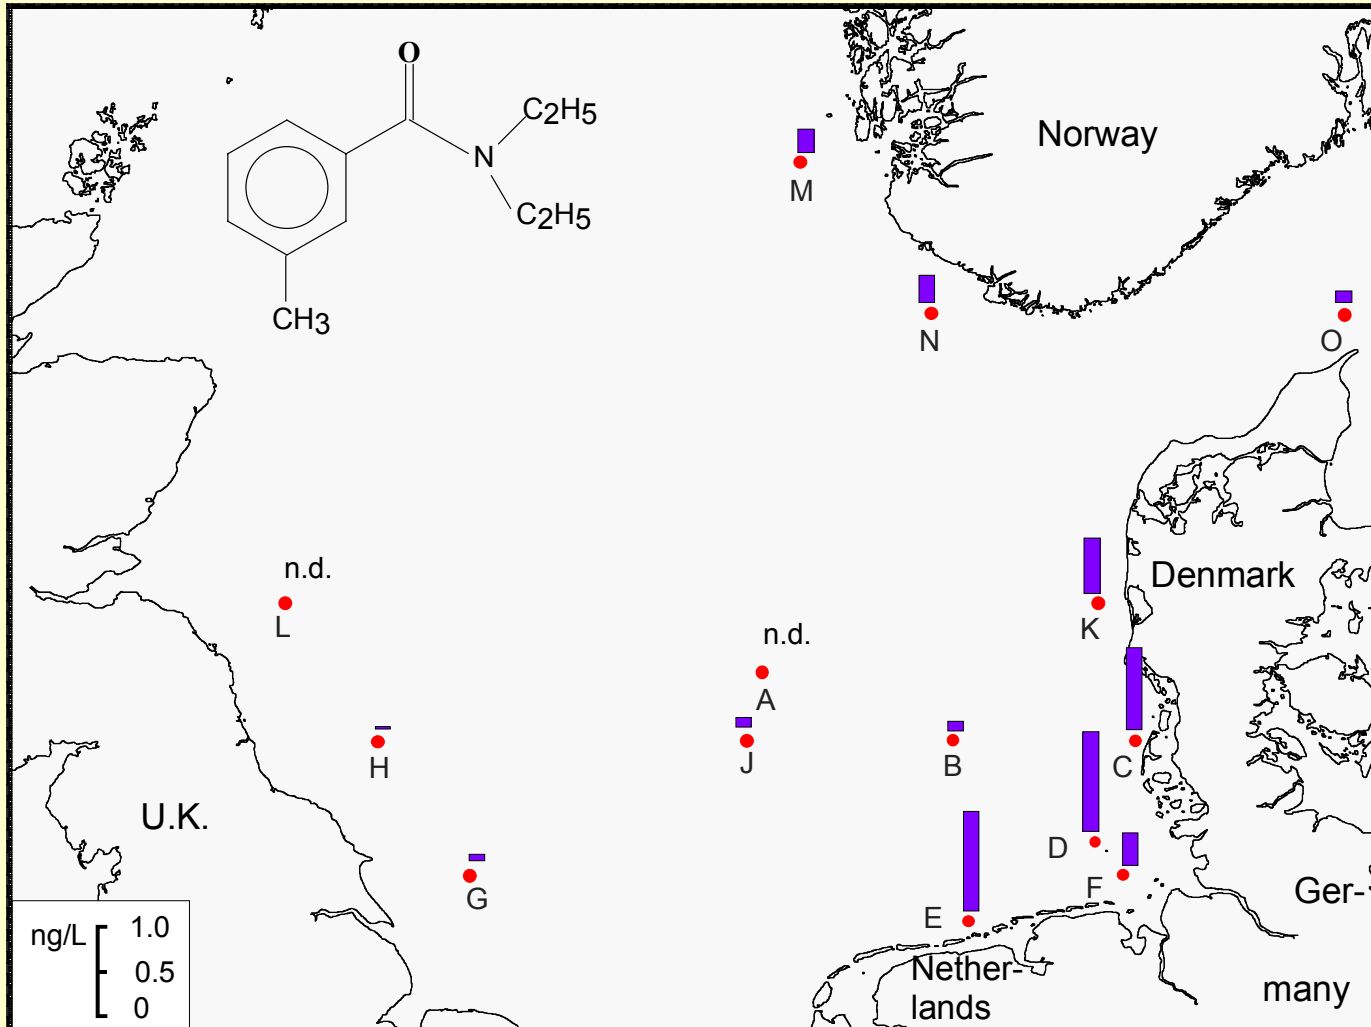 O
C2H5
N
C2H5
CH3
Norway
M
N
O
n.d.
L
Denmark
K
n.d.
A
H
J
B
C
U.K.
D
F
G
E
Ger-
ng/L
1.0
0.5
0
Nether-
lands
many